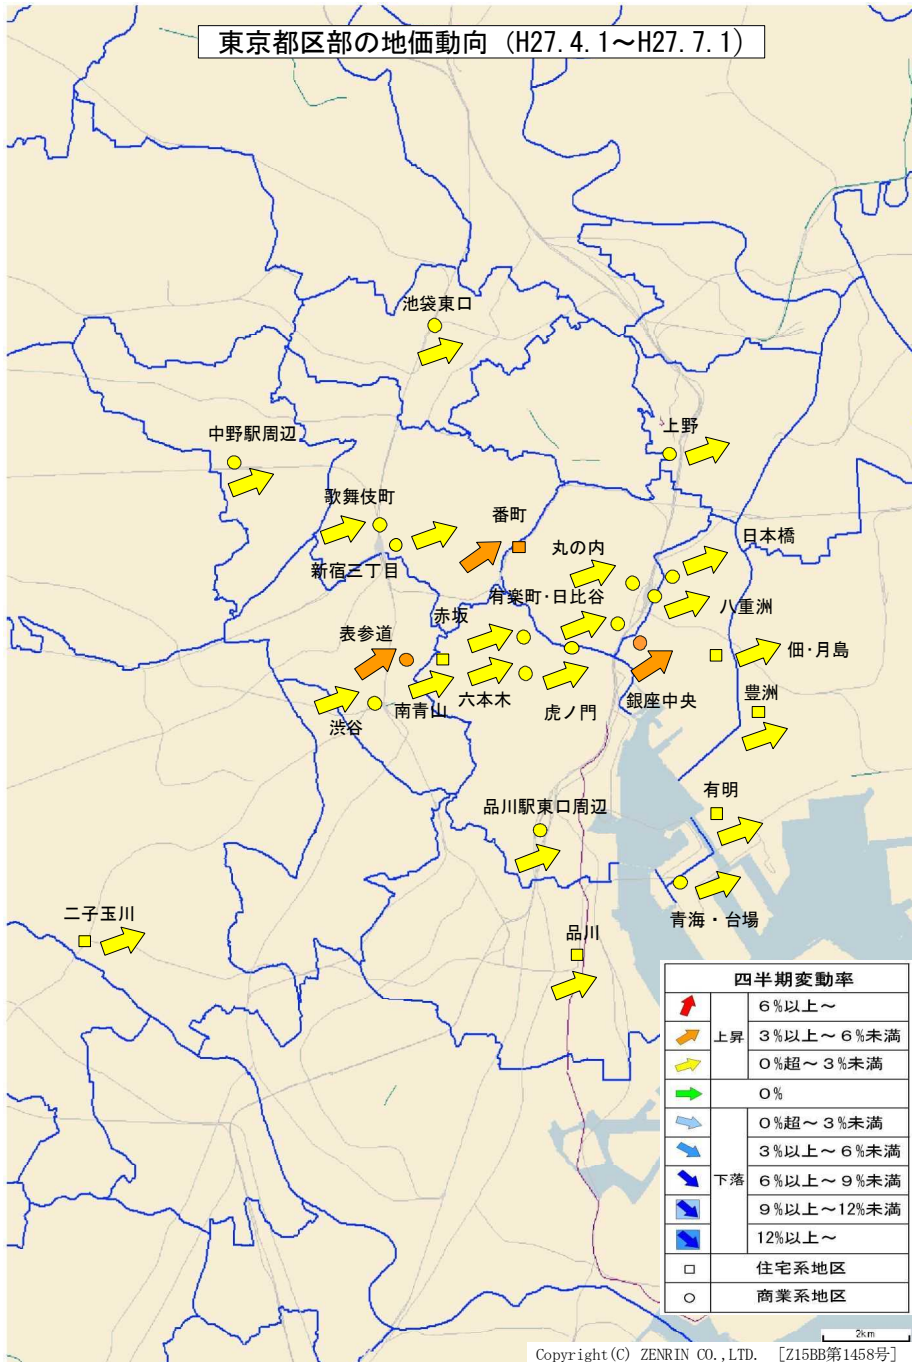 東京都区部の地価動向 (H27.4.1～H27.7.1)
池袋東口
上野
中野駅周辺
歌舞伎町
番町
日本橋
丸の内
新宿三丁目
有楽町･日比谷
八重洲
赤坂
表参道
佃･月島
豊洲
六本木
南青山
銀座中央
虎ノ門
渋谷
有明
品川駅東口周辺
青海・台場
二子玉川
品川
四半期変動率
上昇
6%以上～
3%以上～6%未満
0%超～3%未満
0%
下落
0%超～3%未満
3%以上～6%未満
6%以上～9%未満
9%以上～12%未満
12%以上～
住宅系地区
商業系地区
2km
Copyright(C) ZENRIN CO.,LTD. [Z15BB第1458号]